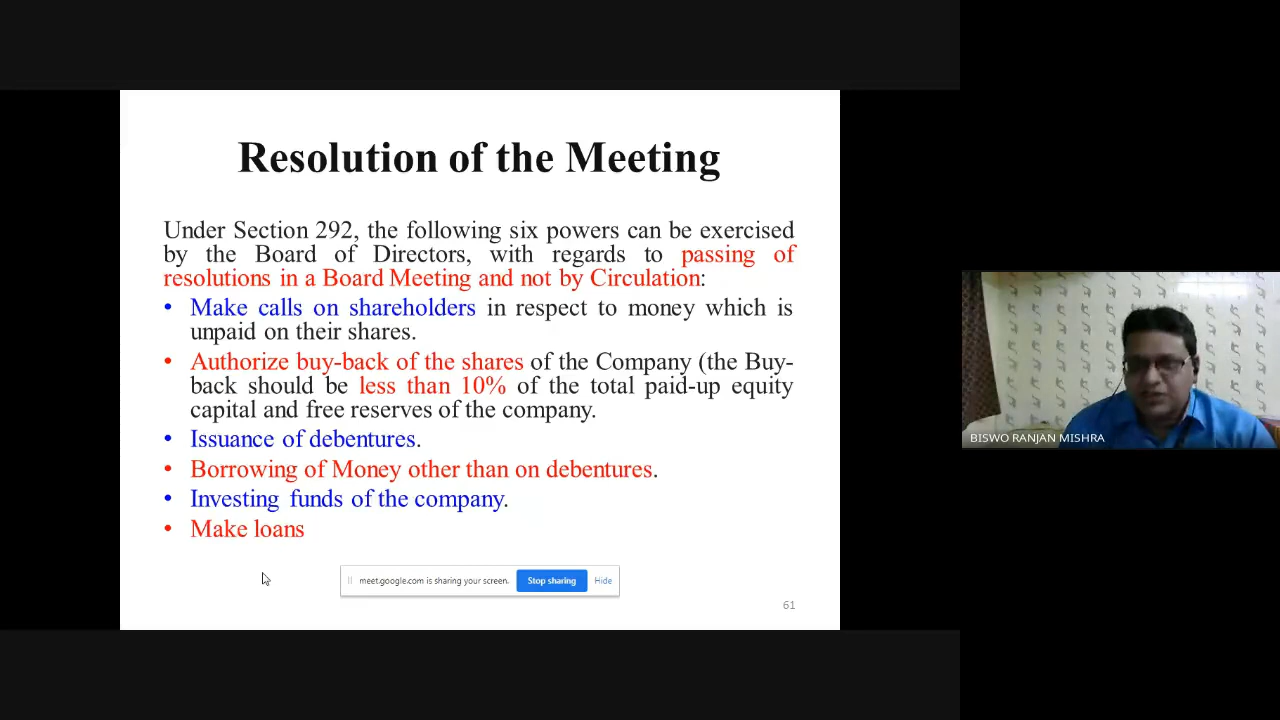 Resolution of the Meeting
Under Section 292, the following six powers can be exercised
by the Board of Directors, with regards to passing of
resolutions in a Board Meeting and not by Circulation:
• Make calls on shareholders in respect to money which is
unpaid on their shares.
• Authorize buy-back of the shares of the Company (the Buy-
back should be less than 10% of the total paid-up equity
capital and free reserves of the company.
• Issuance of debentures.
• Borrowing of Money other than on debentures.
• Investing funds of the company.
• Make loans
meet.google.com is sharing your screen. Stop sharing Hide
61
BISWO RANJAN MISHRA